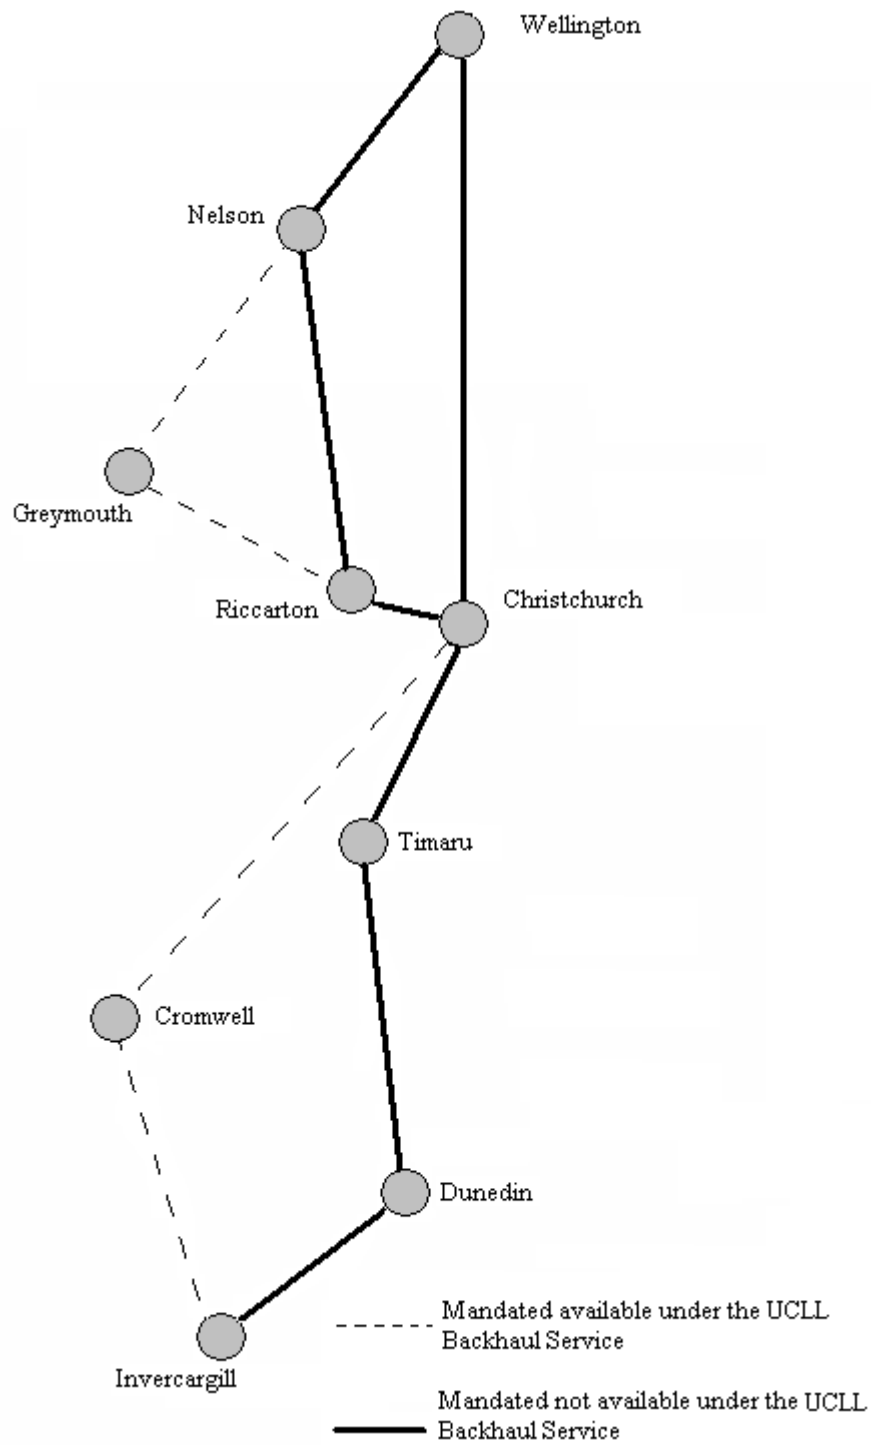 Wellington
Nelson
Greymouth
Riccarton
Christchurch
Timaru
Cromwell
Dunedin
Invercargill
Mandated available under the UCLL
Backhaul Service
Mandated not available under the UCLL
Backhaul Service